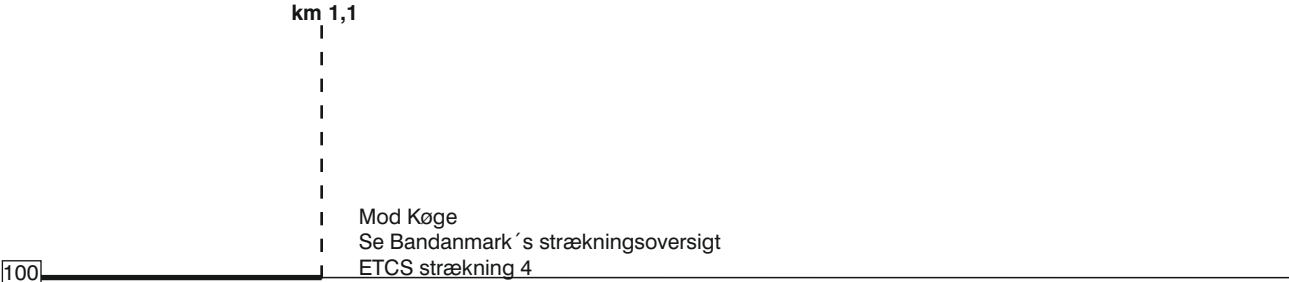 km 1,1
Mod Køge
Se Bandanmark´s strækningsoversigt
ETCS strækning 4
100